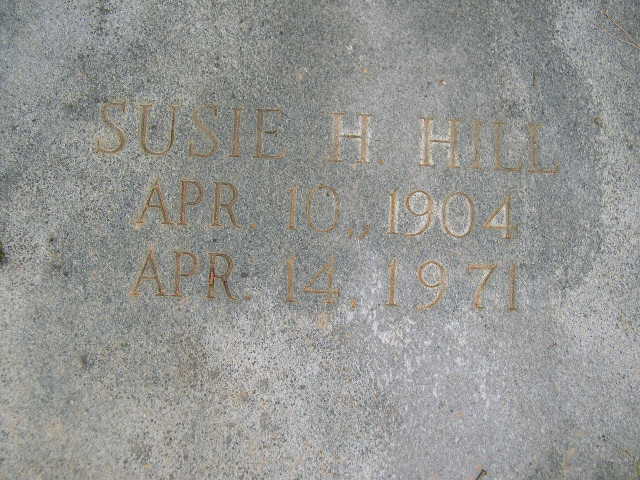 SUSIE H. HILL
APR. 10, 1904
APR. 14, 1971